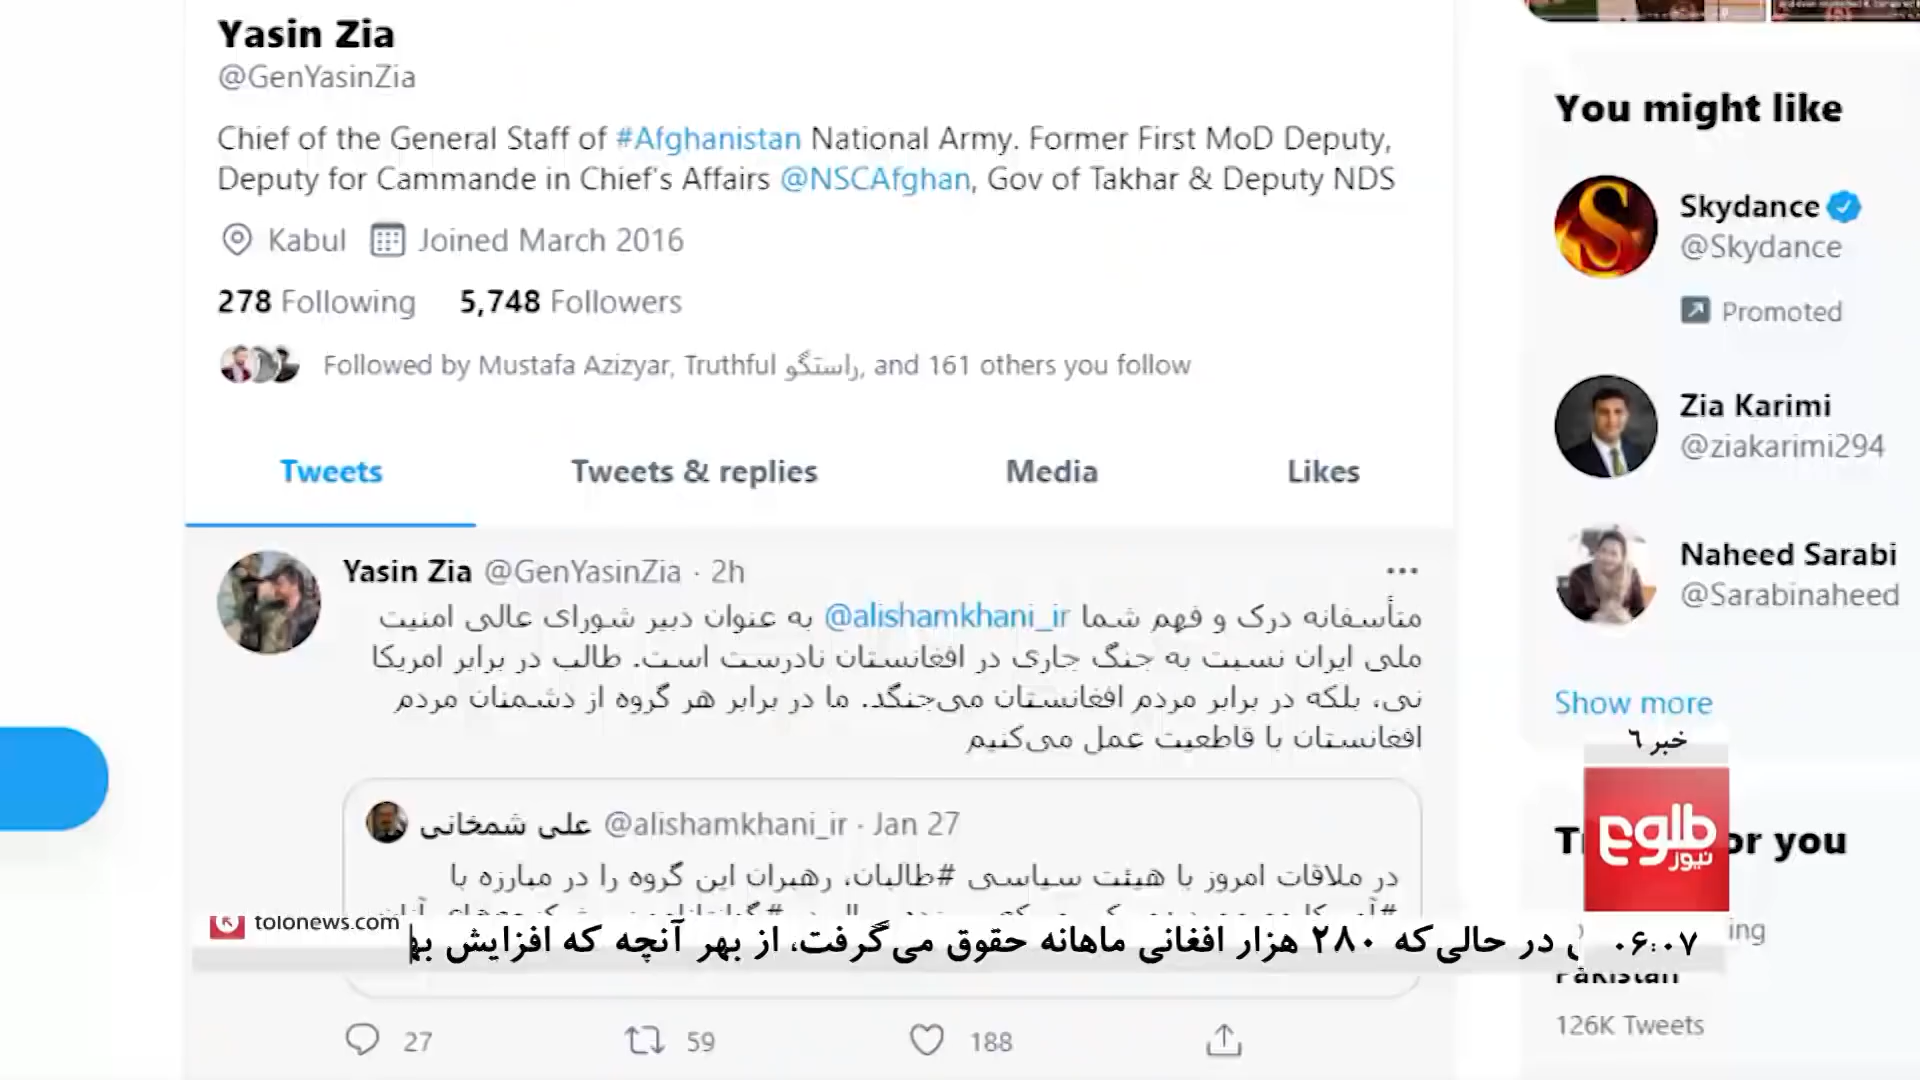 Yasin Zia
@GenYasinZia
Chief of the General Staff of #Afghanistan National Army. Former First MoD Deputy,
Deputy for Cammande in Chief's Affairs @NSCAfghan, Gov of Takhar & Deputy NDS
Kabul Joined March 2016
278 Following 5,748 Followers
Followed by Mustafa Azizyar, Truthful راستگو, and 161 others you follow
Tweets Tweets & replies Media Likes
Yasin Zia @GenYasinZia · 2h
متأسفانه درک و فهم شما @alishamkhani_ir به عنوان دبیر شورای عالی امنیت
ملی ایران نسبت به جنگ جاری در افغانستان نادرست است. طالب در برابر امریکا
نی، بلکه در برابر مردم افغانستان می‌جنگد. ما در برابر هر گروه از دشمنان مردم
افغانستان با قاطعیت عمل می‌کنیم
علی شمخانی @alishamkhani_ir · Jan 27
در ملاقات امروز با هیئت سیاسی #طالبان، رهبران این گروه را در مبارزه با
27 59 188
You might like
Skydance
@Skydance
Promoted
Zia Karimi
@ziakarimi294
Naheed Sarabi
@Sarabinaheed
Show more
or you
ing
Pakistan
126K Tweets
خبر ٦
طلوع
نیوز
۰۶:۰۷
tolonews.com
در حالی‌که ۲۸۰ هزار افغانی ماهانه حقوق می‌گرفت، از بهر آنچه که افزایش به